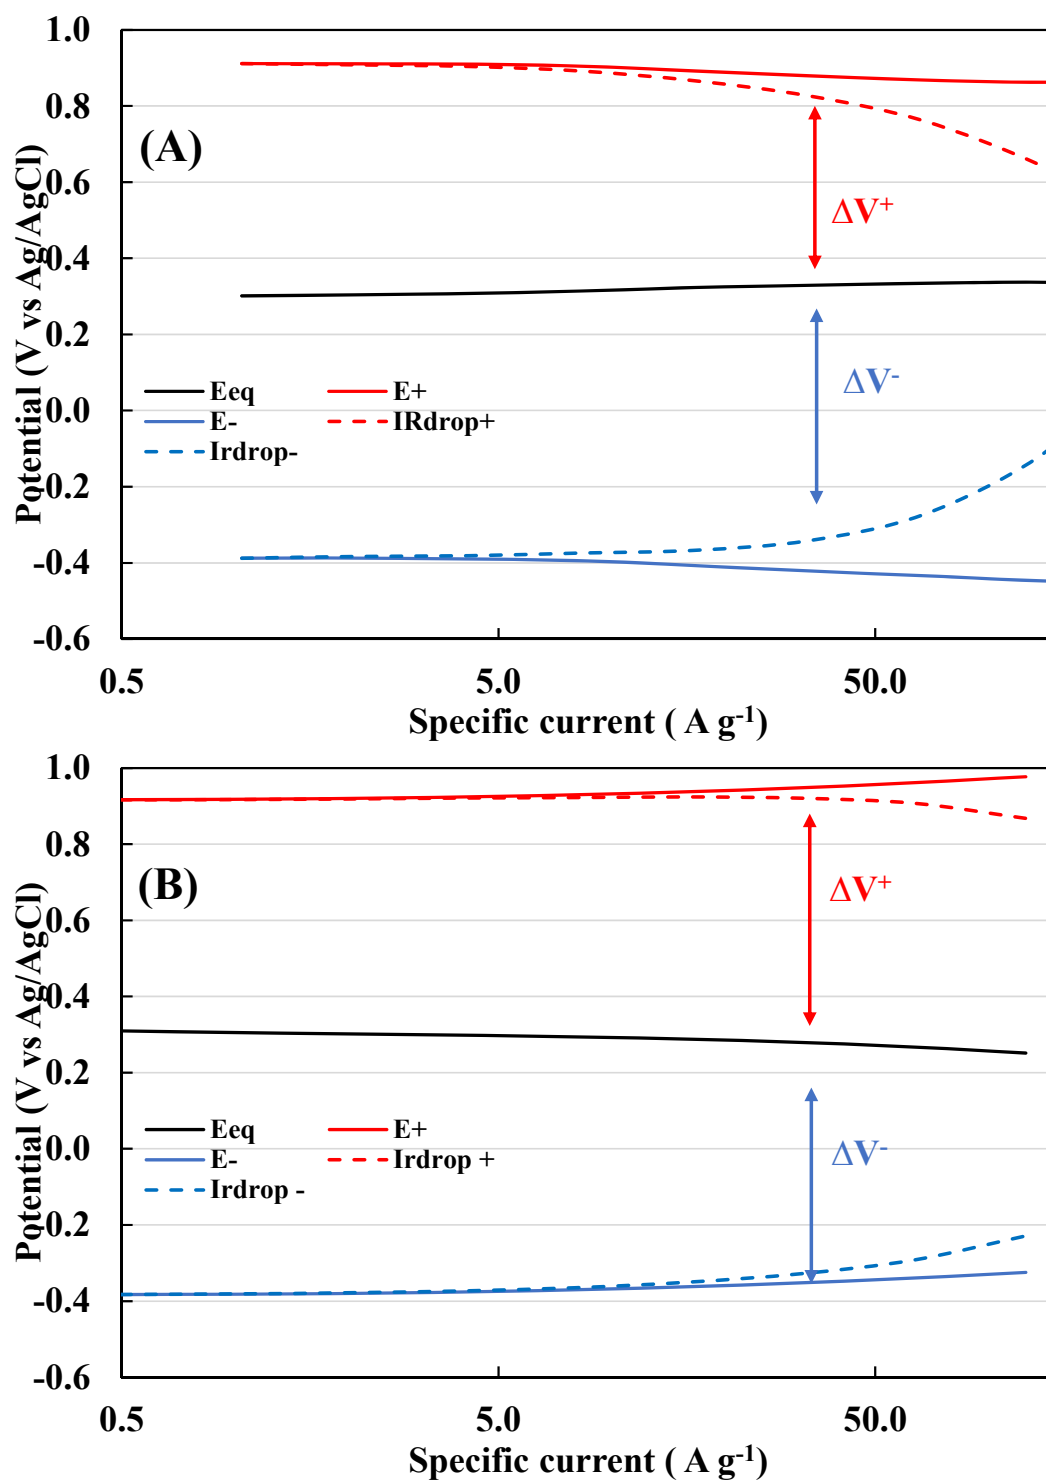 Potential (V vs Ag/AgCl)
1.0
0.8
0.6
0.4
0.2
0.0
-0.2
-0.4
-0.6
(A)
ΔV⁺
ΔV⁻
Eeq
E+
E-
IRdrop+
Irdrop-
0.5
5.0
50.0
Specific current ( A g⁻¹)
Potential (V vs Ag/AgCl)
1.0
0.8
0.6
0.4
0.2
0.0
-0.2
-0.4
-0.6
(B)
ΔV⁺
ΔV⁻
Eeq
E+
E-
Irdrop +
Irdrop -
0.5
5.0
50.0
Specific current ( A g⁻¹)